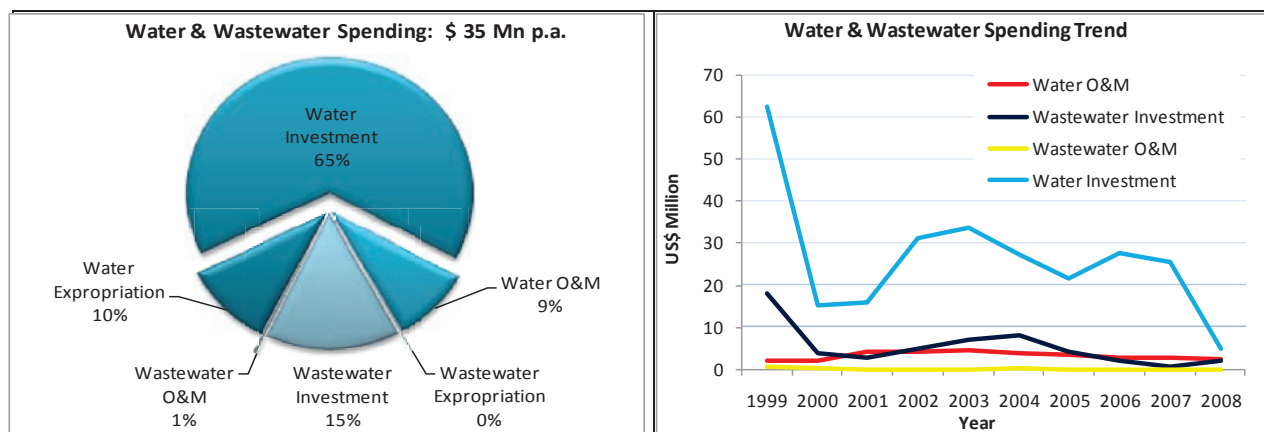 Water & Wastewater Spending: $ 35 Mn p.a.
Water
Investment
65%
Water
Expropriation
10%
Water O&M
9%
Wastewater
O&M
1%
Wastewater
Investment
15%
Wastewater
Expropriation
0%
Water & Wastewater Spending Trend
US$ Million
70
60
50
40
30
20
10
0
Water O&M
Wastewater Investment
Wastewater O&M
Water Investment
1999 2000 2001 2002 2003 2004 2005 2006 2007 2008
Year